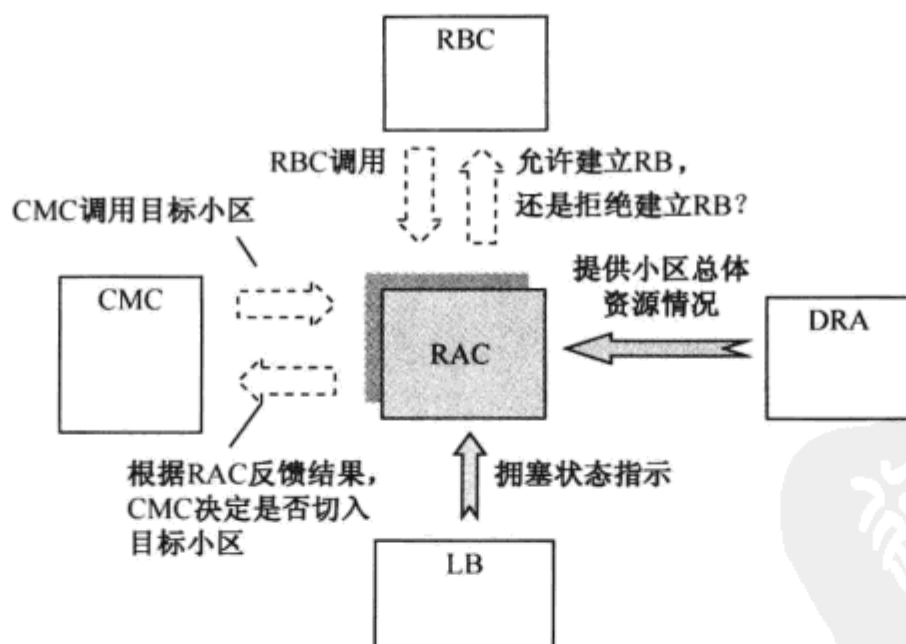 RBC
RBC调用
允许建立RB，
还是拒绝建立RB？
CMC调用目标小区
提供小区总体
资源情况
CMC
RAC
DRA
根据RAC反馈结果，
CMC决定是否切入
目标小区
拥塞状态指示
LB